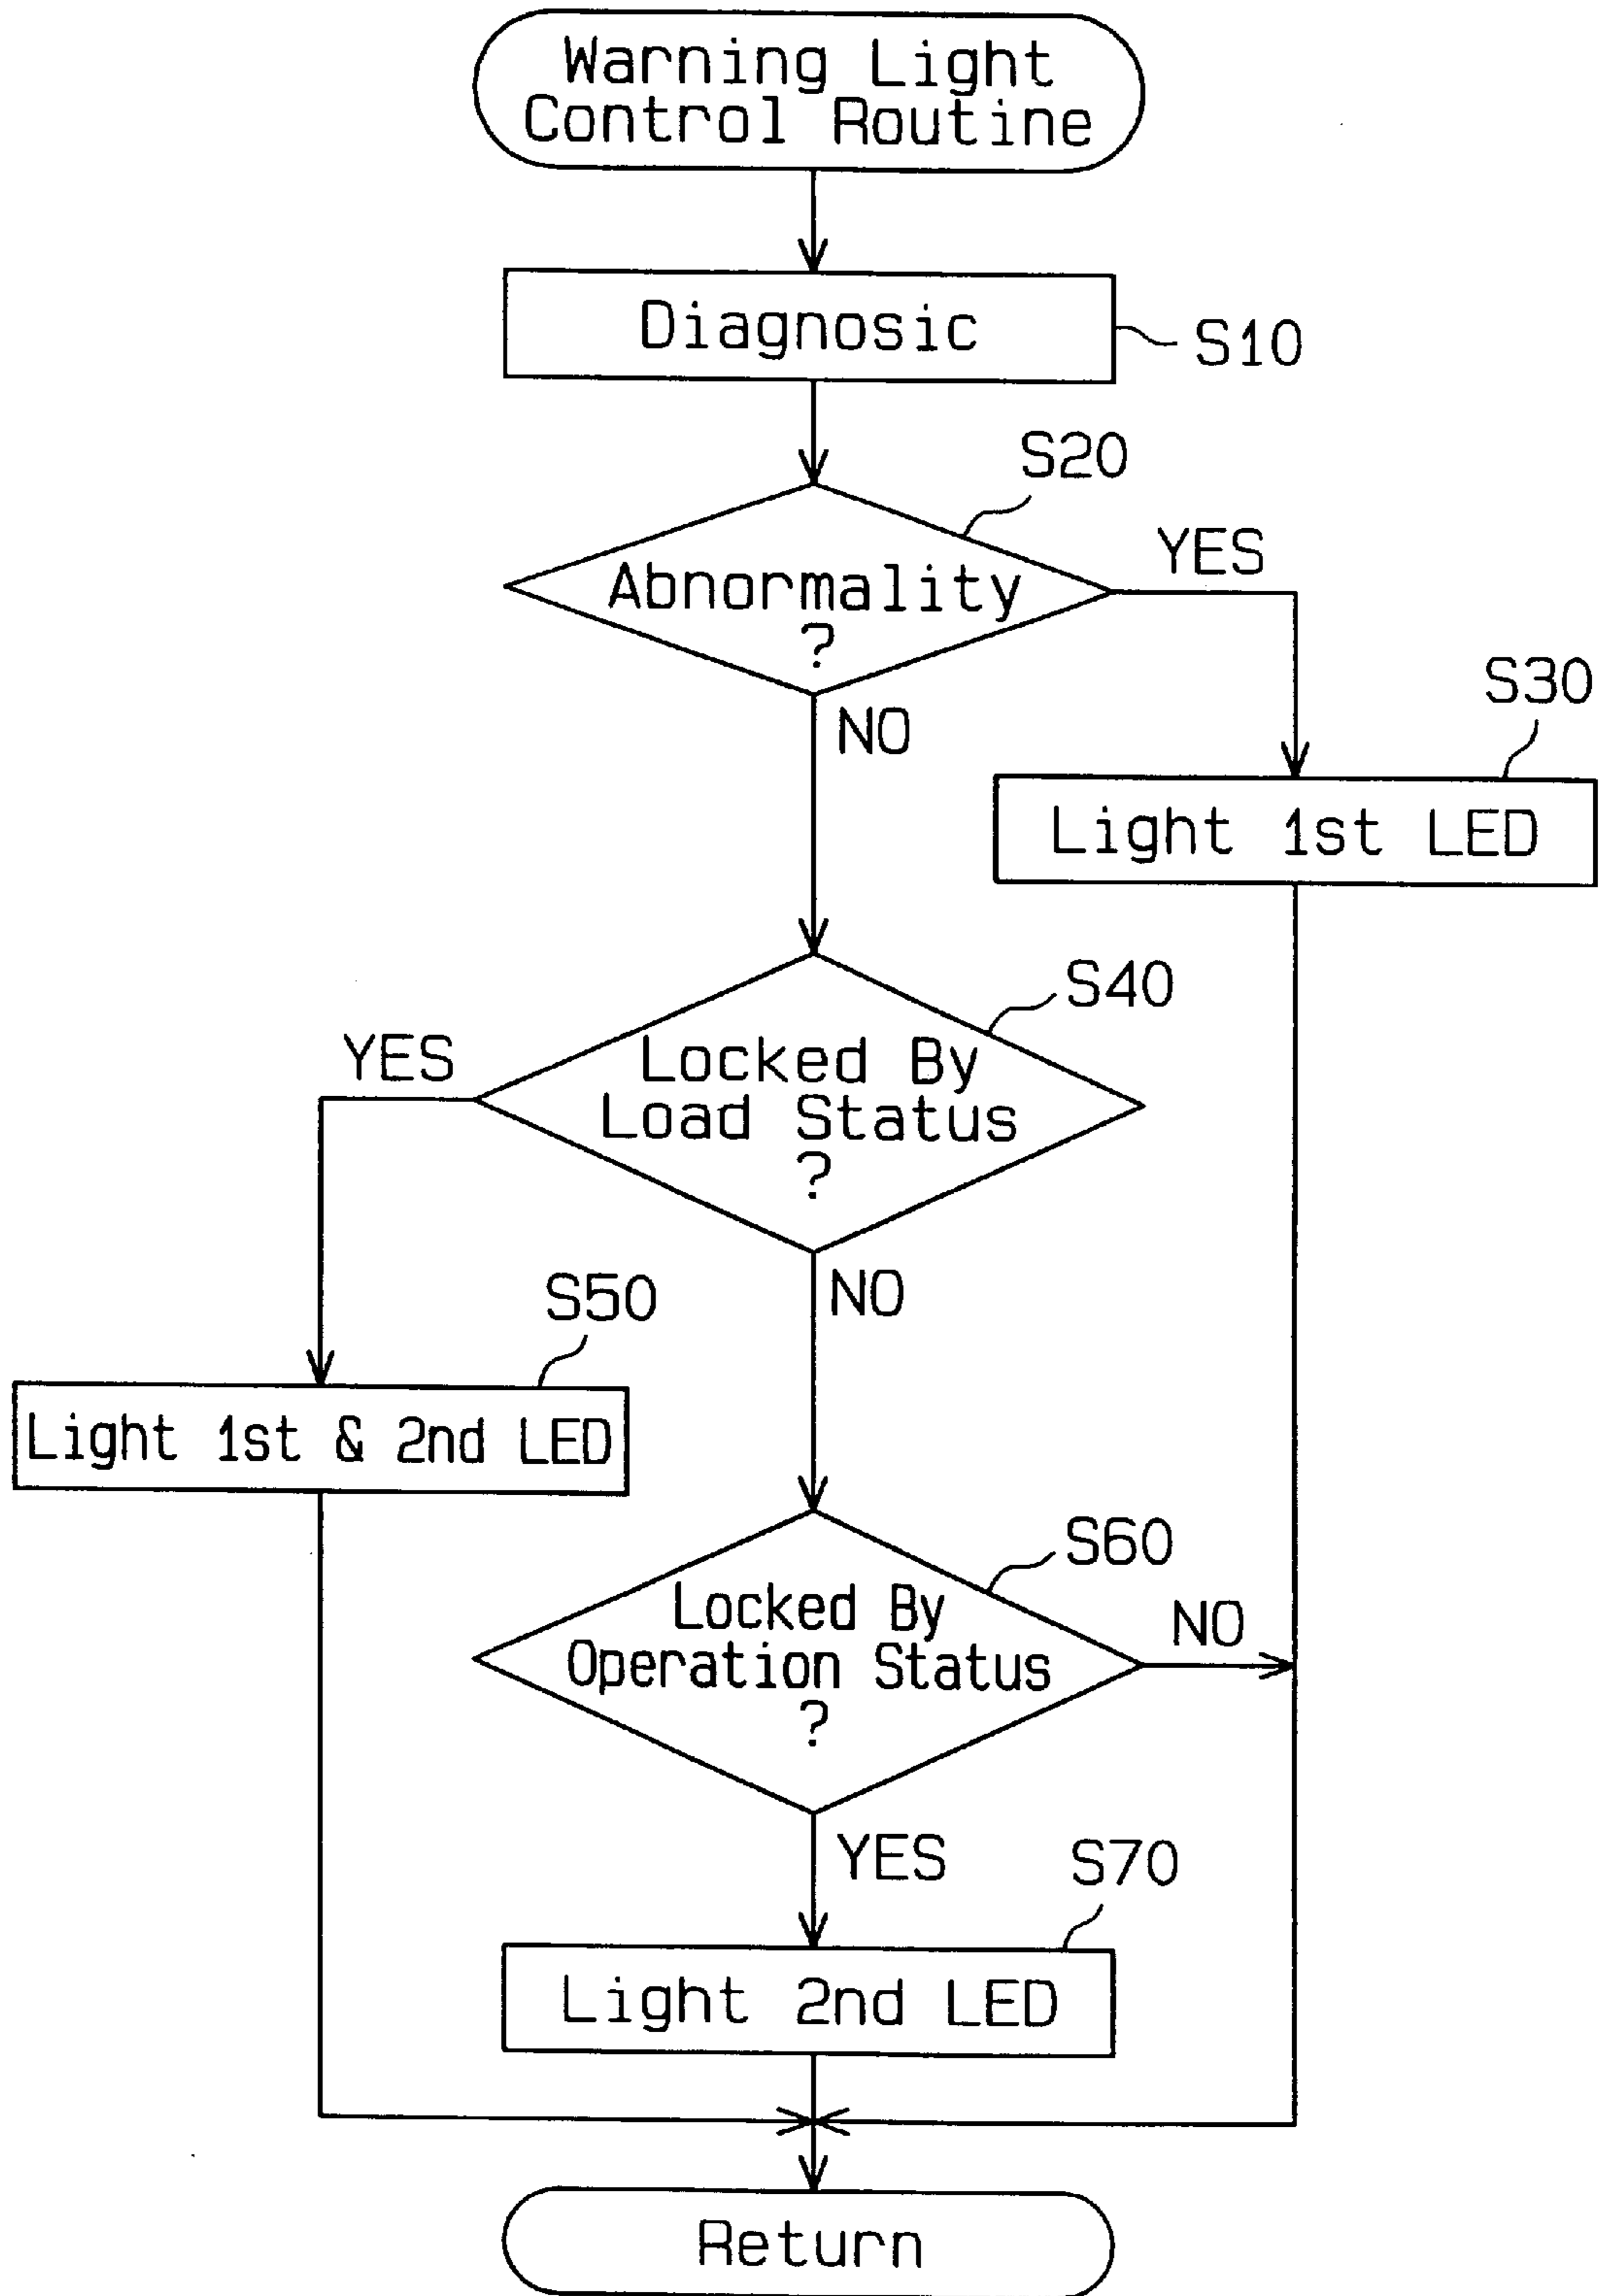 Warning Light
Control Routine
Diagnosic
S10
S20
Abnormality
?
YES
NO
S30
Light 1st LED
S40
Locked By
Load Status
?
YES
NO
S50
Light 1st & 2nd LED
S60
Locked By
Operation Status
?
NO
YES
S70
Light 2nd LED
Return